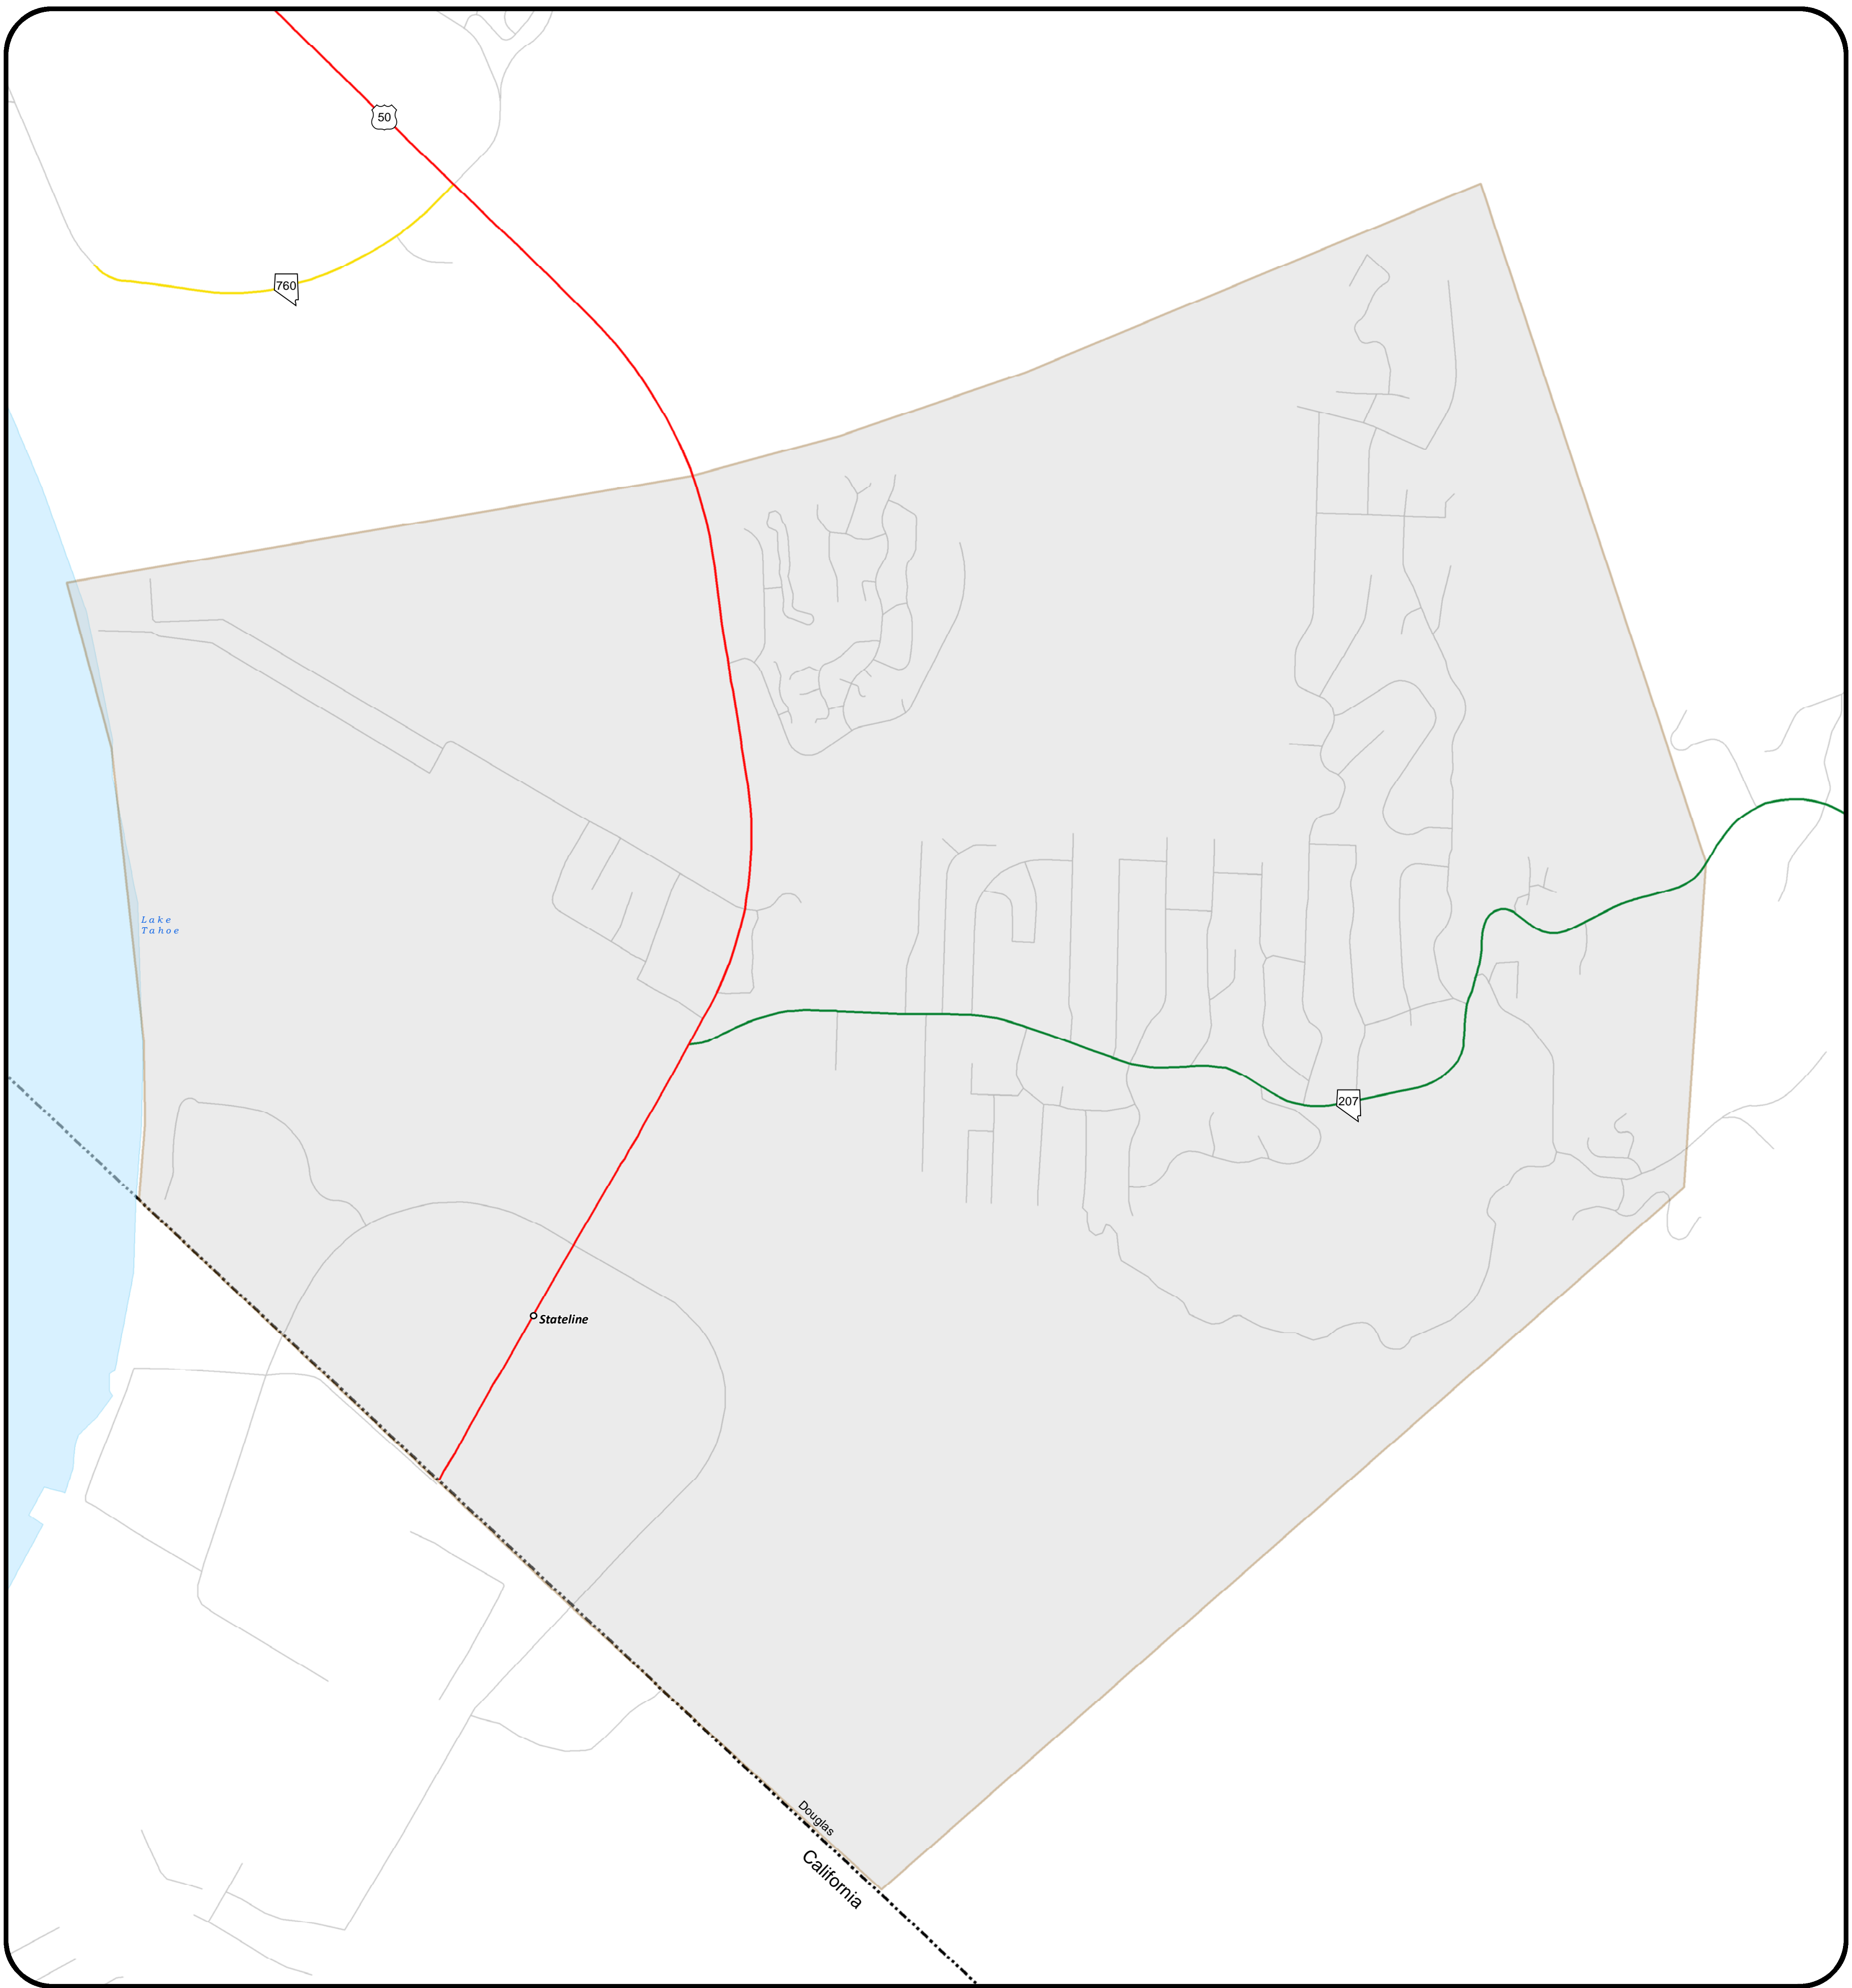 50
760
Lake
Tahoe
207
Stateline
Douglas
California